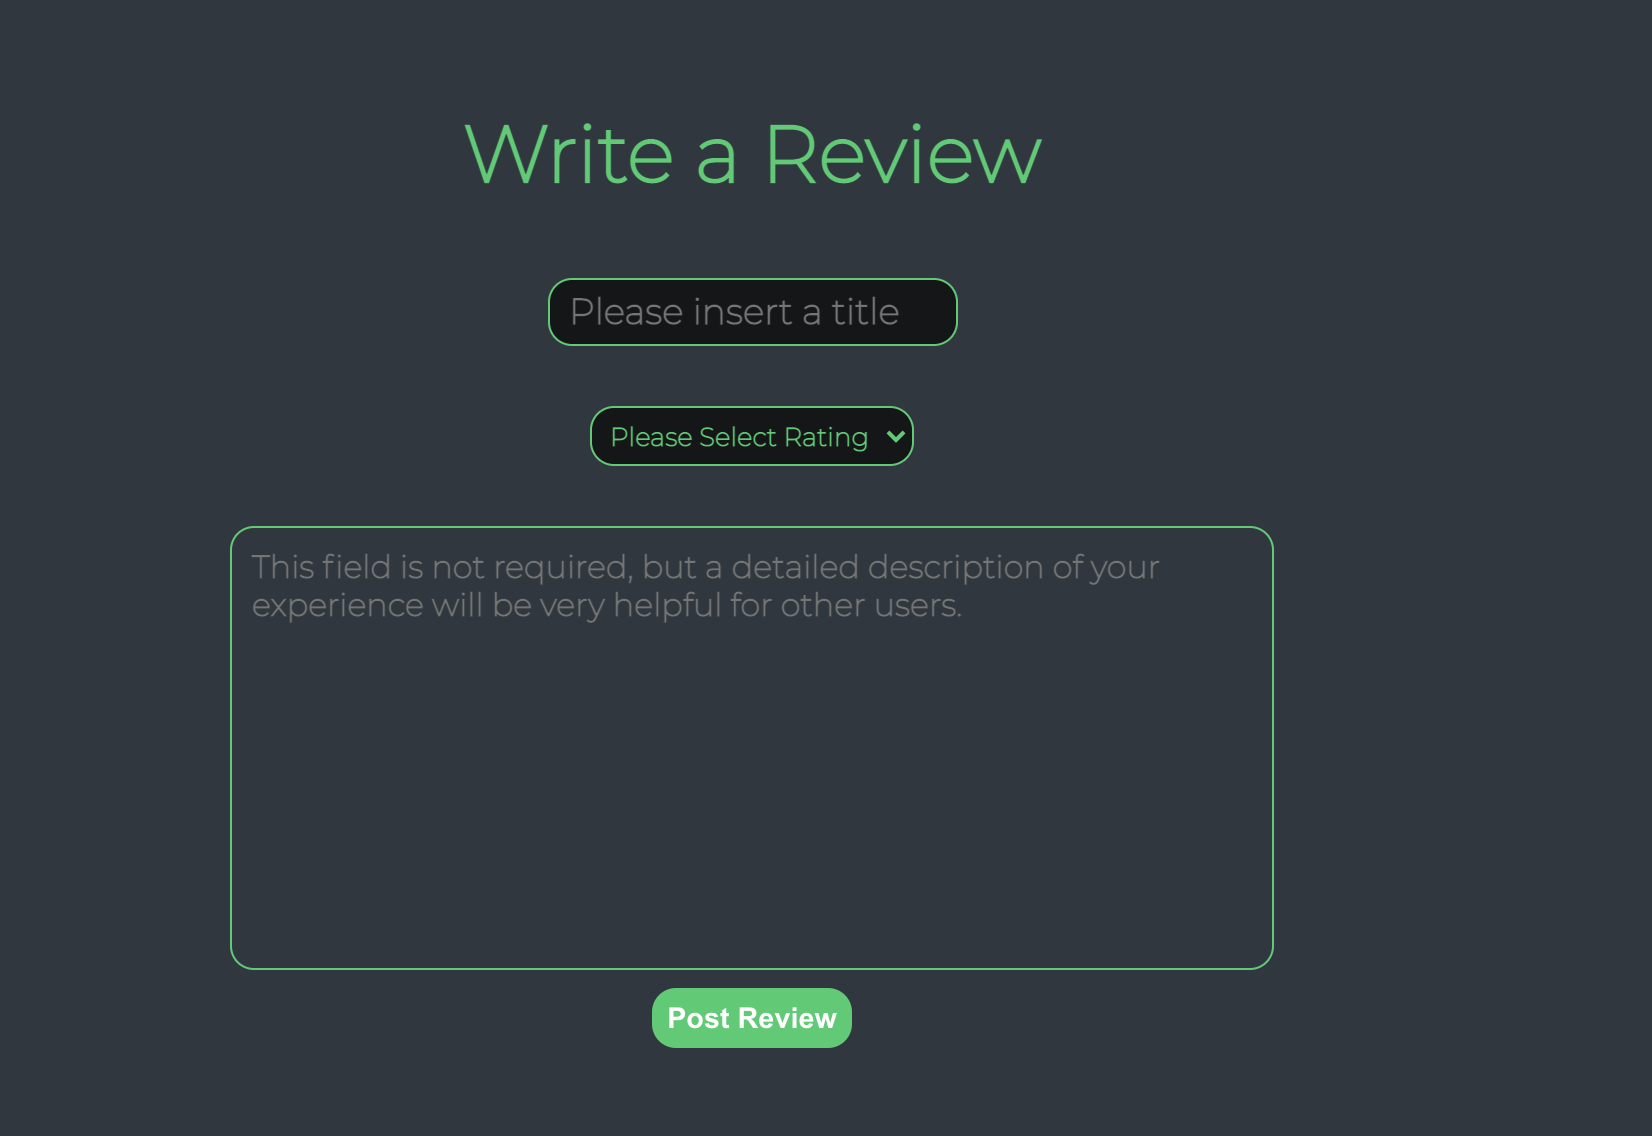 Write a Review
Please insert a title
Please Select Rating
This field is not required, but a detailed description of your
experience will be very helpful for other users.
Post Review